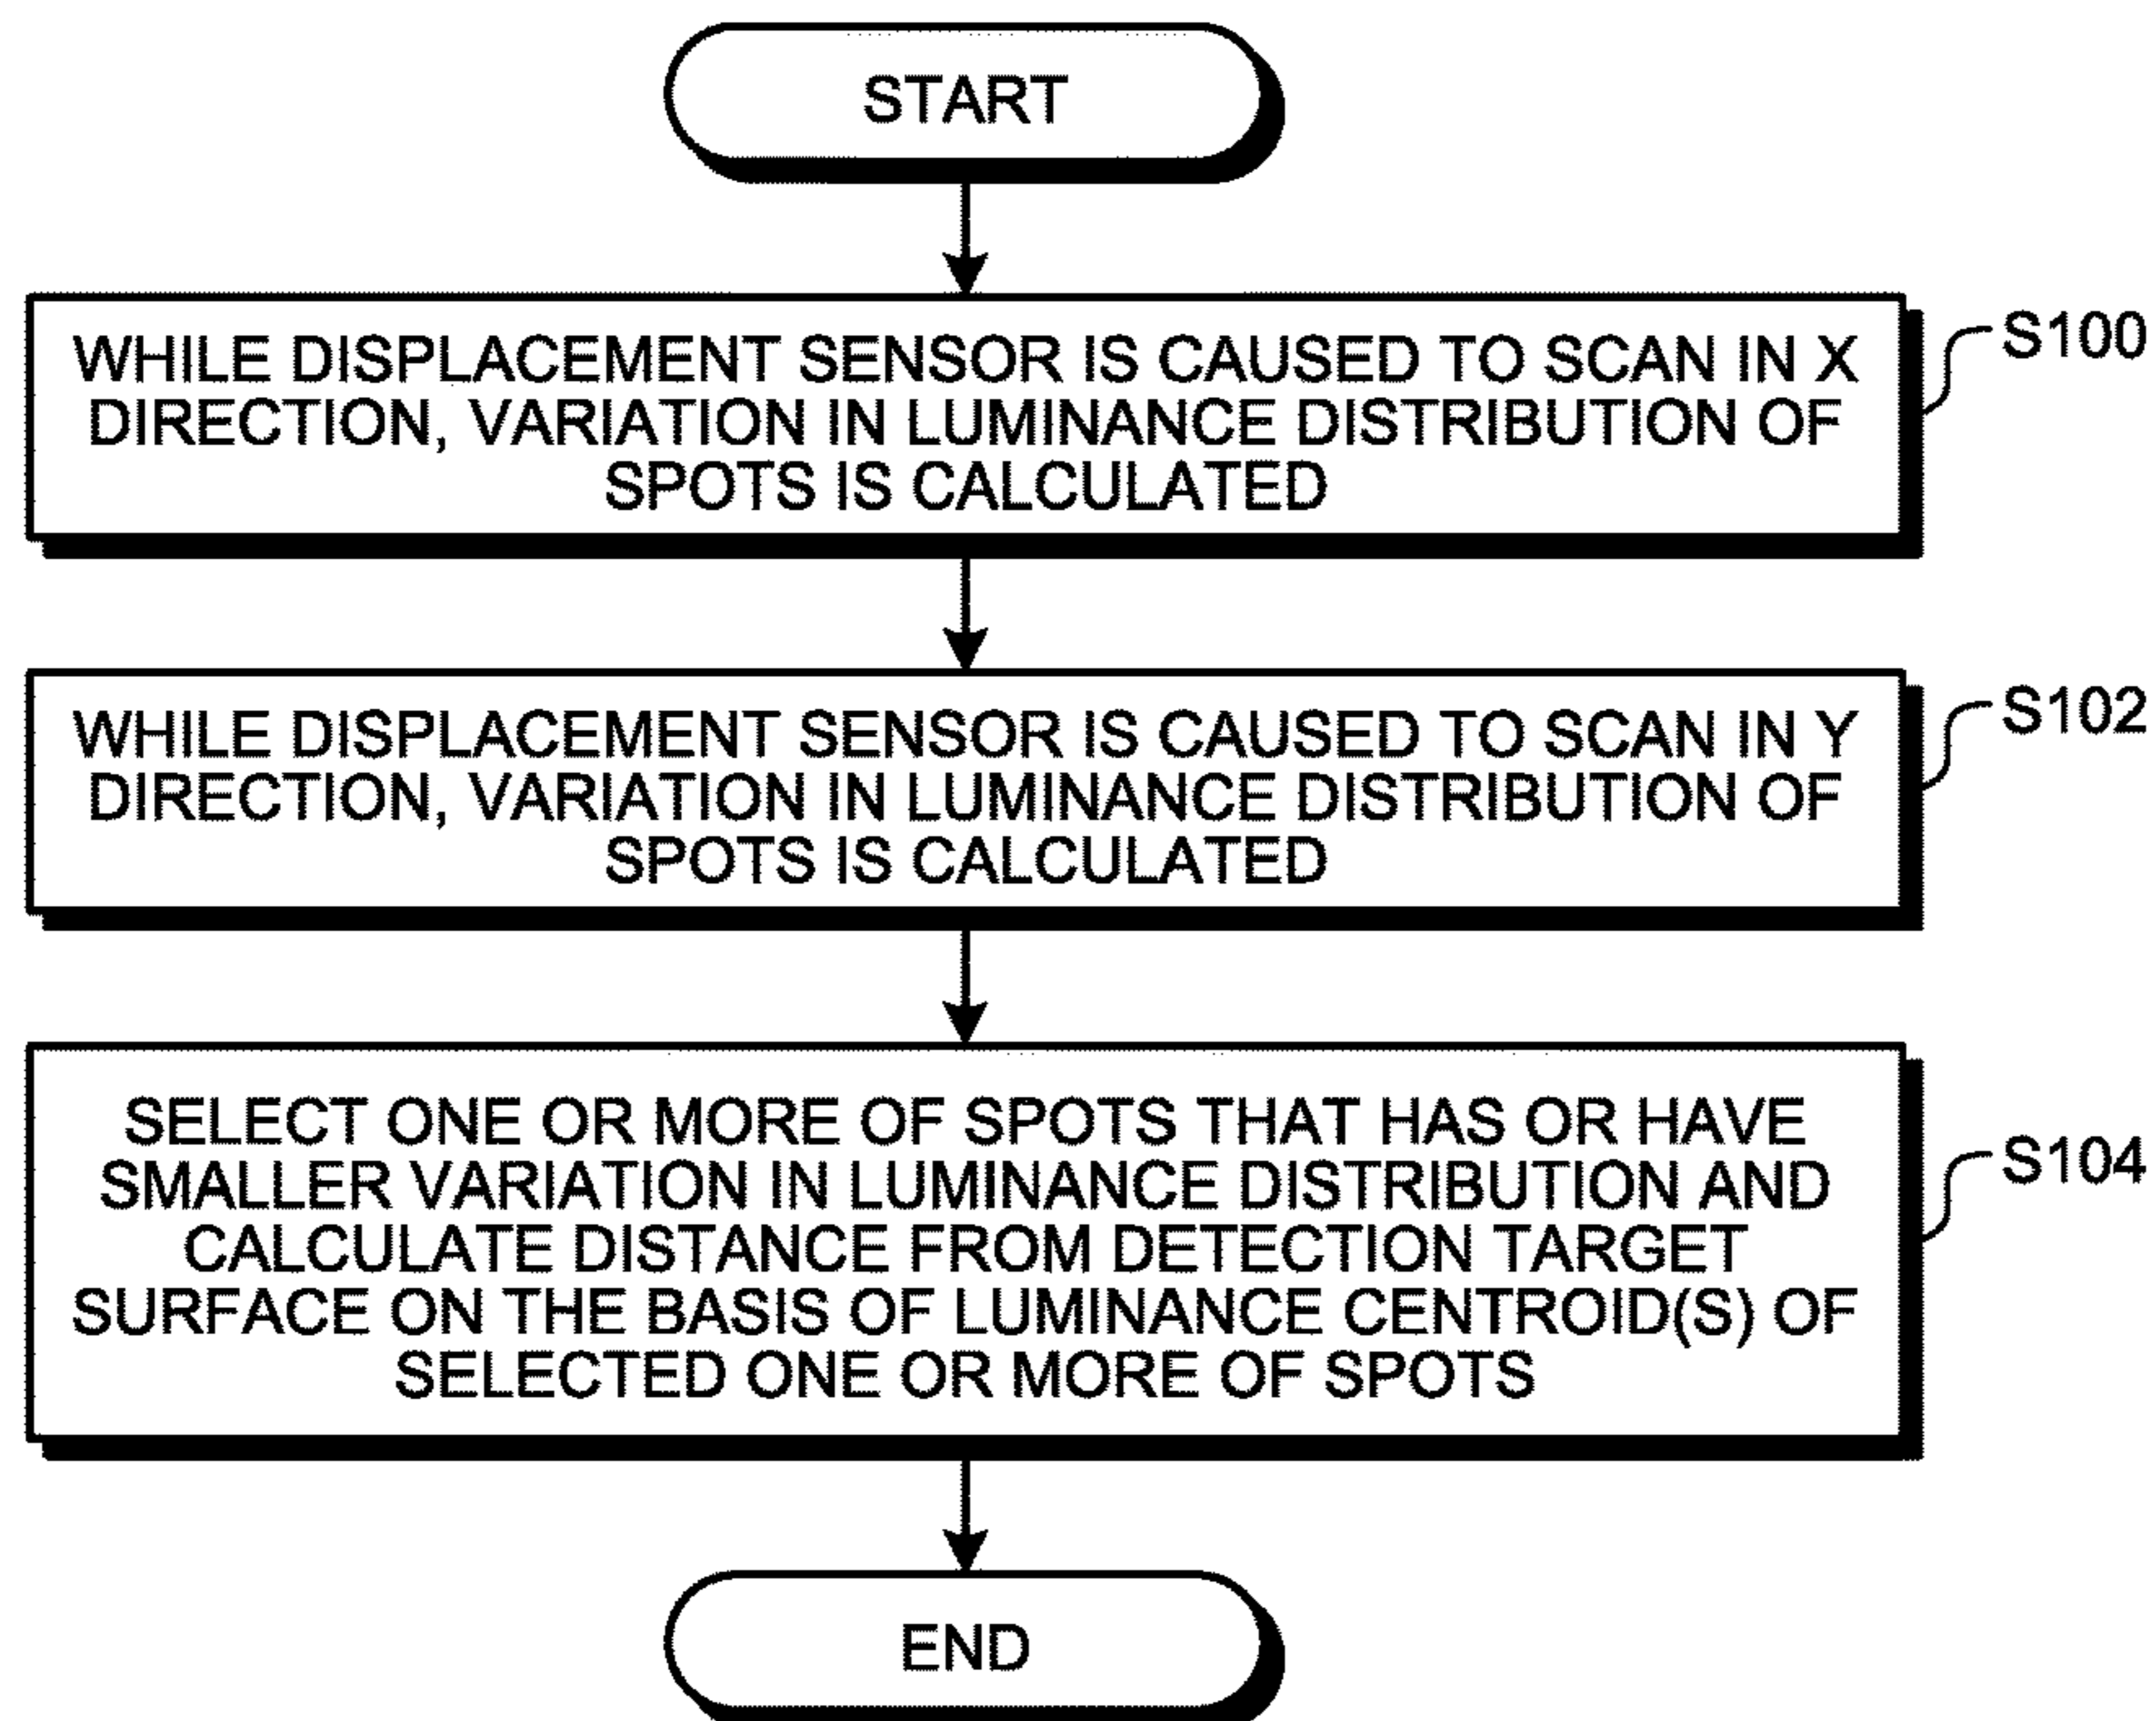 START
WHILE DISPLACEMENT SENSOR IS CAUSED TO SCAN IN X
DIRECTION, VARIATION IN LUMINANCE DISTRIBUTION OF
SPOTS IS CALCULATED
S100
WHILE DISPLACEMENT SENSOR IS CAUSED TO SCAN IN Y
DIRECTION, VARIATION IN LUMINANCE DISTRIBUTION OF
SPOTS IS CALCULATED
S102
SELECT ONE OR MORE OF SPOTS THAT HAS OR HAVE
SMALLER VARIATION IN LUMINANCE DISTRIBUTION AND
CALCULATE DISTANCE FROM DETECTION TARGET
SURFACE ON THE BASIS OF LUMINANCE CENTROID(S) OF
SELECTED ONE OR MORE OF SPOTS
S104
END